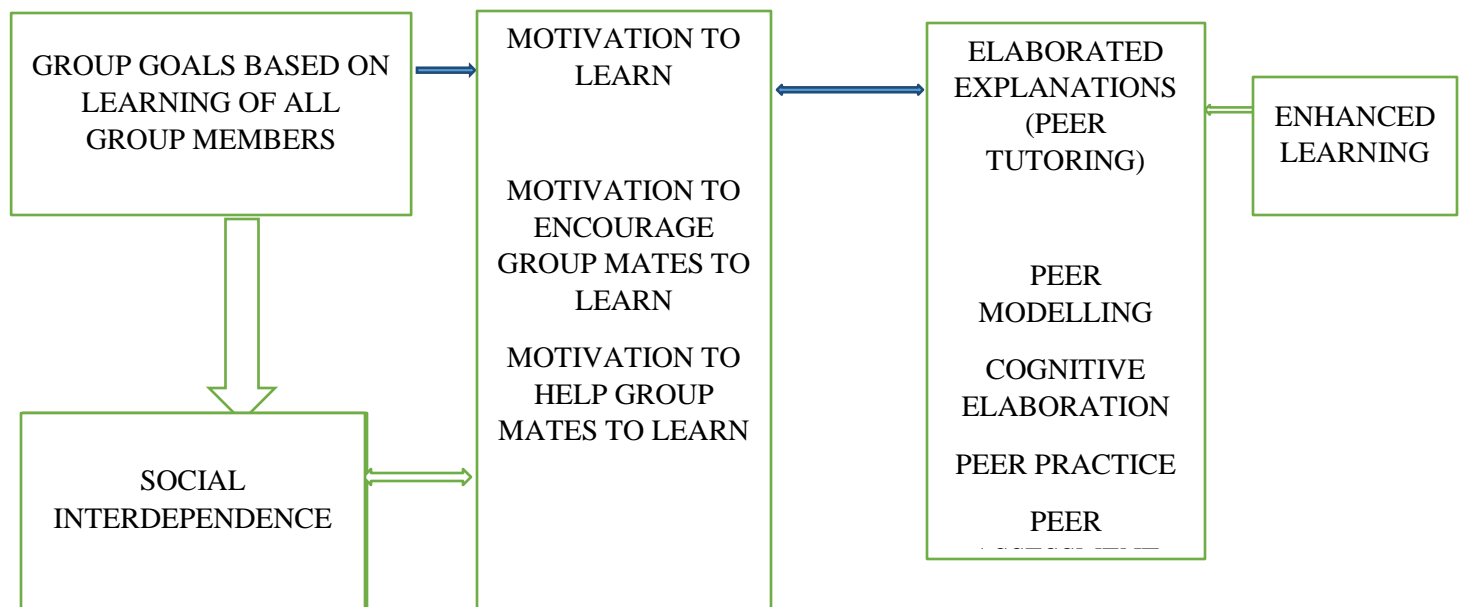 GROUP GOALS BASED ON
LEARNING OF ALL
GROUP MEMBERS
SOCIAL
INTERDEPENDENCE
MOTIVATION TO
LEARN
MOTIVATION TO
ENCOURAGE
GROUP MATES TO
LEARN
MOTIVATION TO
HELP GROUP
MATES TO LEARN
ELABORATED
EXPLANATIONS
(PEER
TUTORING)
PEER
MODELLING
COGNITIVE
ELABORATION
PEER PRACTICE
PEER
ENHANCED
LEARNING